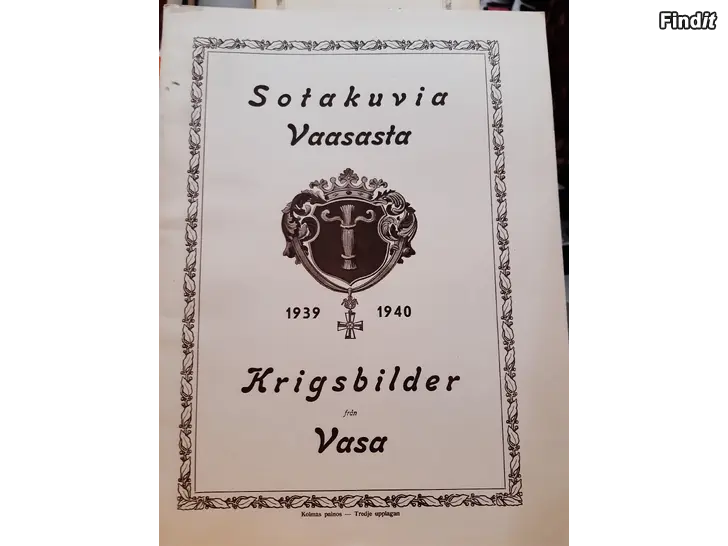 Findit
Sotakuvia
Vaasasta
1939 1940
Krigsbilder
från
Vasa
Kolmas painos — Tredje upplagan